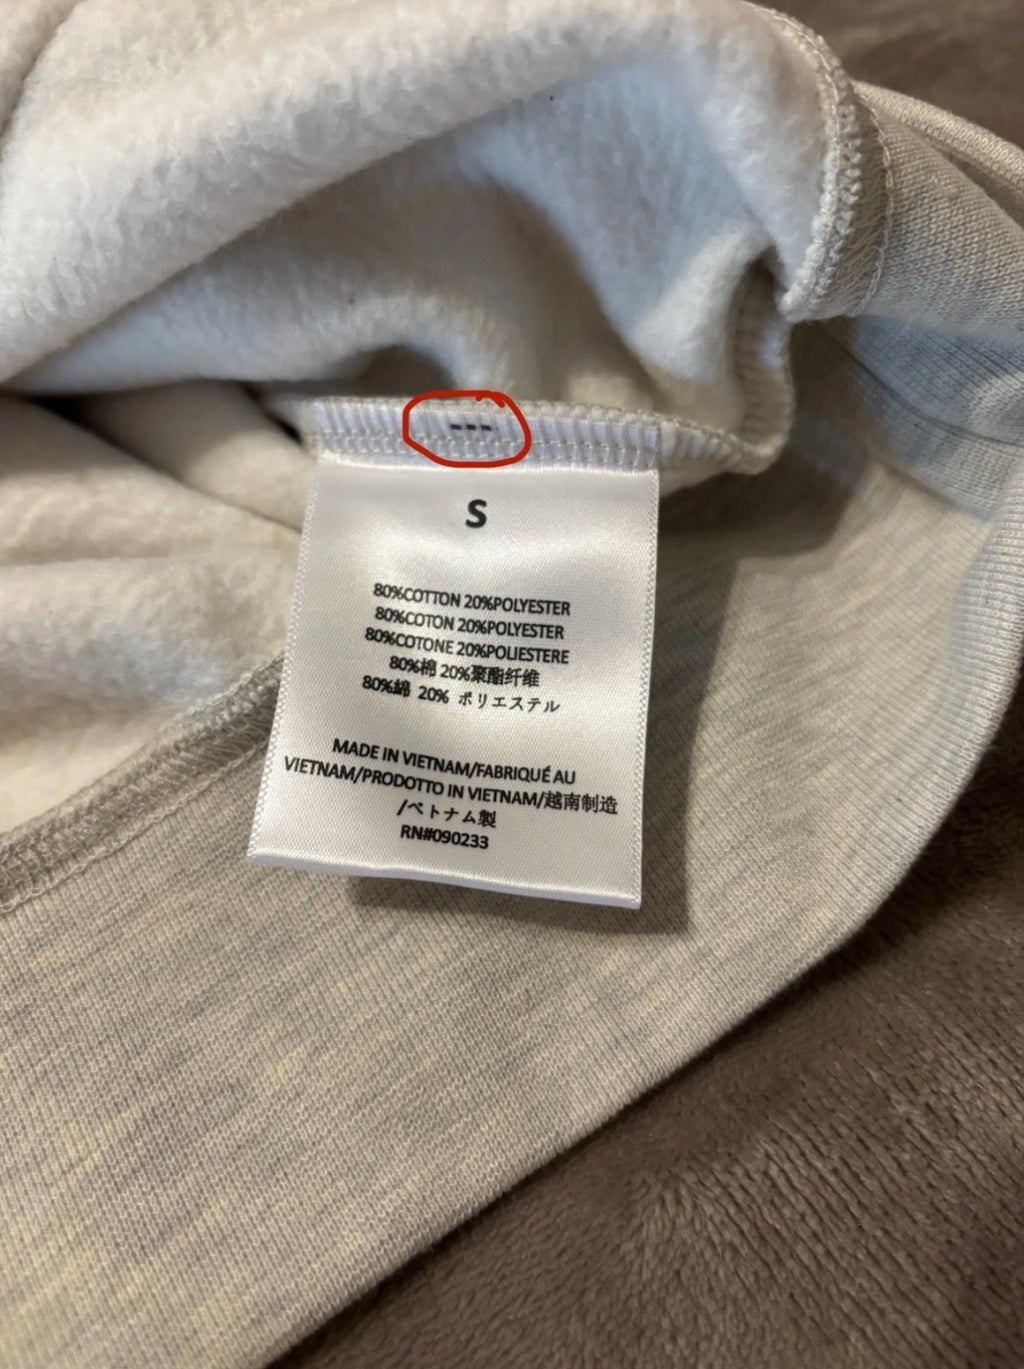 ---
S
80%COTTON 20%POLYESTER
80%COTON 20%POLYESTER
80%COTONE 20%POLIESTERE
80%棉 20%聚酯纤维
80%綿 20% ポリエステル
MADE IN VIETNAM/FABRIQUÉ AU
VIETNAM/PRODOTTO IN VIETNAM/越南制造
/ベトナム製
RN#090233